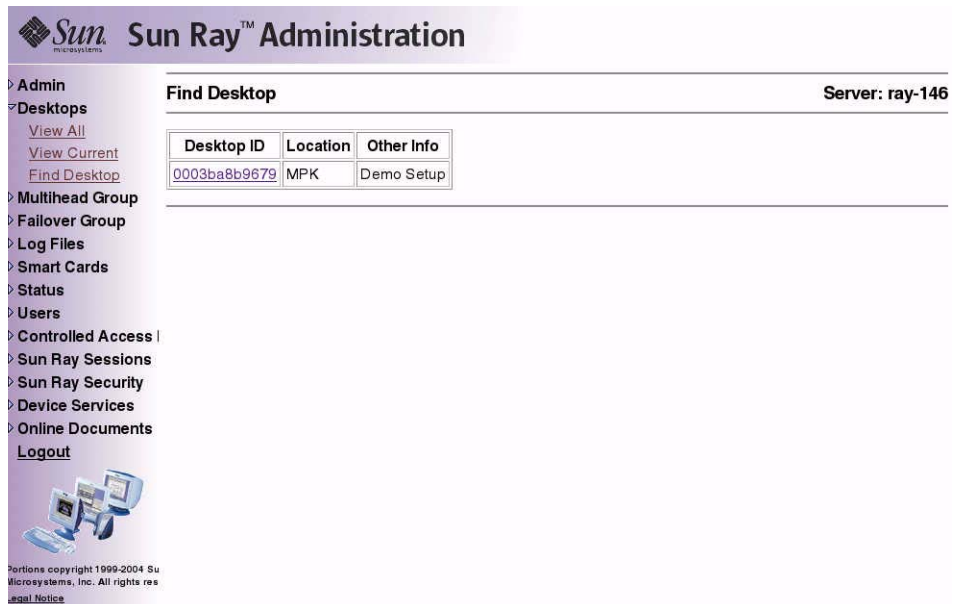 Sun microsystems Sun Ray™ Administration
Admin
Desktops
View All
View Current
Find Desktop
Multihead Group
Failover Group
Log Files
Smart Cards
Status
Users
Controlled Access
Sun Ray Sessions
Sun Ray Security
Device Services
Online Documents
Logout
Portions copyright 1999-2004 Su
Microsystems, Inc. All rights res
Legal Notice
Find Desktop Server: ray-146
Desktop ID Location Other Info
0003ba8b9679 MPK Demo Setup